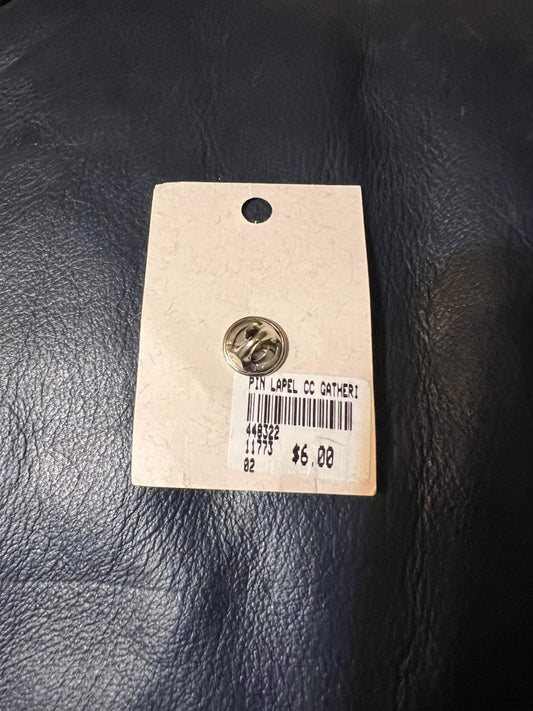 PIN LAPEL CC GATHERI
448322
11773
02
$6.00